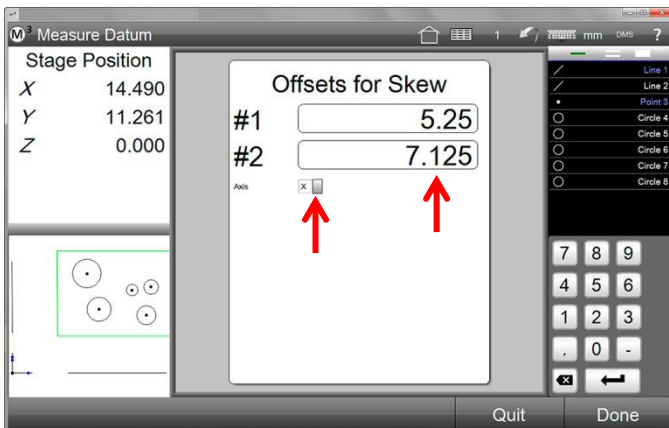 M³ Measure Datum
1
mm
DMS
?
Stage Position
X 14.490
Y 11.261
Z 0.000
Offsets for Skew
#1 5.25
#2 7.125
Axis X
Line 1
Line 2
Point 3
Circle 4
Circle 5
Circle 6
Circle 7
Circle 8
7 8 9
4 5 6
1 2 3
. 0 -
Quit
Done